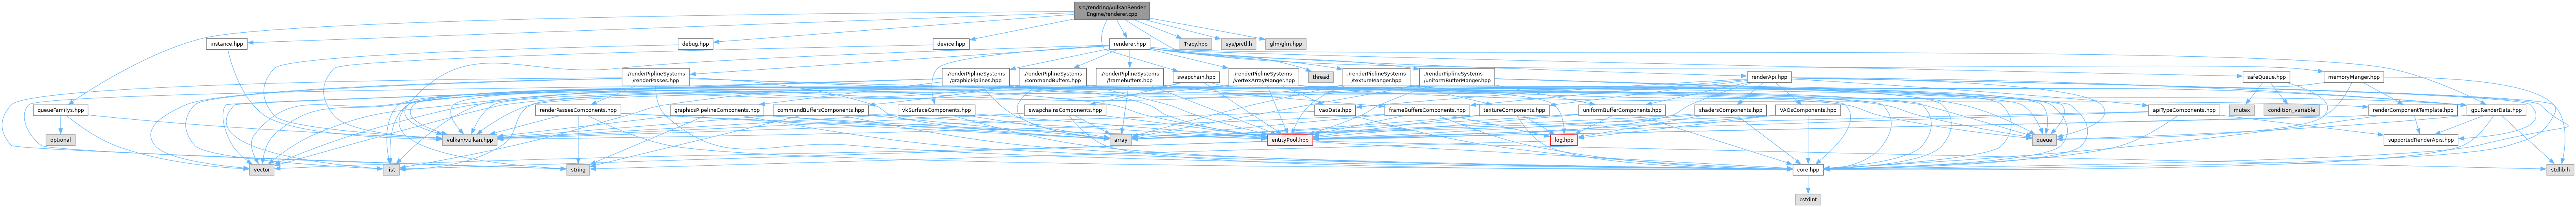 src/rendring/vulkanRender
Engine/renderer.cpp
instance.hpp
debug.hpp
device.hpp
renderer.hpp
Tracy.hpp
sys/prctl.h
glm/glm.hpp
./renderPiplineSystems
/renderPasses.hpp
./renderPiplineSystems
/graphicPiplines.hpp
./renderPiplineSystems
/commandBuffers.hpp
./renderPiplineSystems
/framebuffers.hpp
swapchain.hpp
./renderPiplineSystems
/vertexArrayManger.hpp
thread
./renderPiplineSystems
/textureManger.hpp
./renderPiplineSystems
/uniformBufferManger.hpp
renderApi.hpp
safeQueue.hpp
memoryManger.hpp
queueFamilys.hpp
renderPassesComponents.hpp
graphicsPipelineComponents.hpp
commandBuffersComponents.hpp
vkSurfaceComponents.hpp
swapchainsComponents.hpp
vaoData.hpp
frameBuffersComponents.hpp
textureComponents.hpp
uniformBufferComponents.hpp
shadersComponents.hpp
VAOsComponents.hpp
apiTypeComponents.hpp
mutex
condition_variable
renderComponentTemplate.hpp
gpuRenderData.hpp
optional
vulkan/vulkan.hpp
array
entityPool.hpp
log.hpp
queue
supportedRenderApis.hpp
vector
list
string
core.hpp
stdlib.h
cstdint